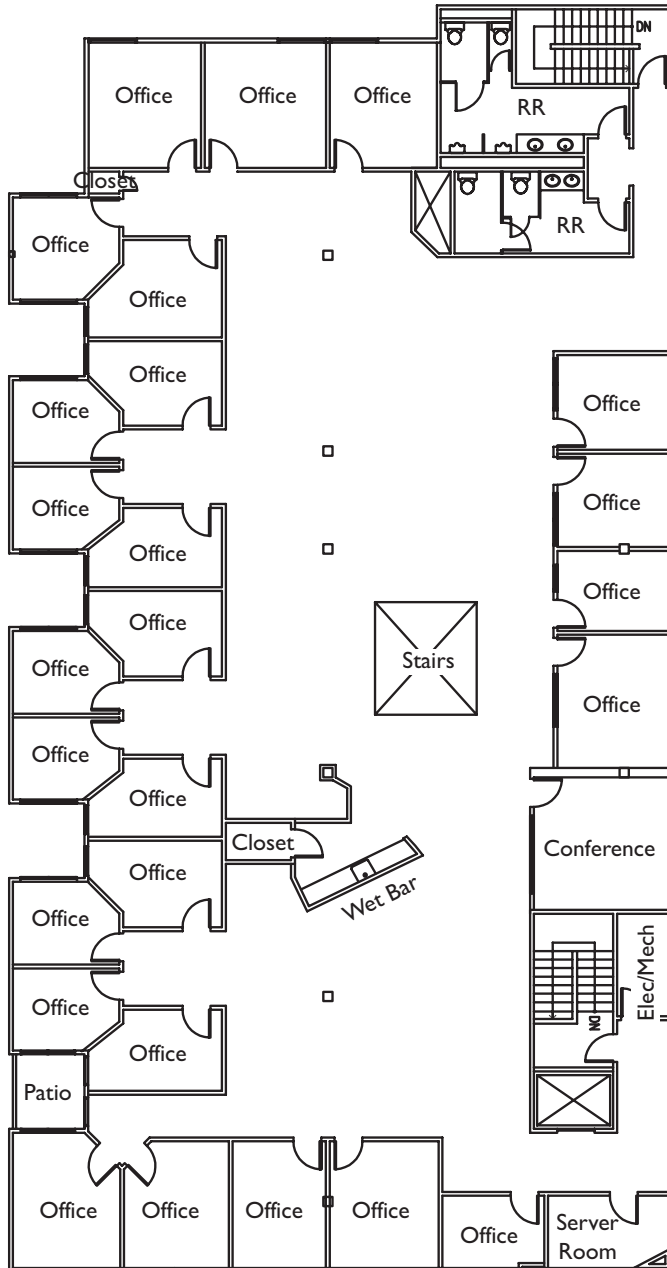 DN
Office
Office
Office
RR
Closet
Office
RR
Office
Office
Office
Office
Office
Office
Office
Office
Office
Stairs
Office
Office
Office
Office
Office
Closet
Office
Conference
Wet Bar
Office
Elec/Mech
Office
DN
Office
Patio
Office
Office
Office
Office
Office
Server
Room